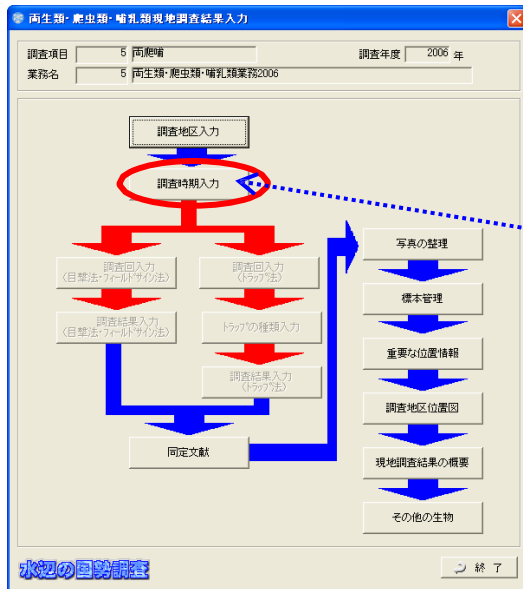 両生類・爬虫類・哺乳類現地調査結果入力
調査項目 5 両爬哺 調査年度 2006 年
業務名 5 両生類・爬虫類・哺乳類業務2006
調査地区入力
調査時期入力
調査回入力
(目撃法・フィールドサイン法)
調査結果入力
(目撃法・フィールドサイン法)
調査回入力
(トラップ法)
トラップの種類入力
調査結果入力
(トラップ法)
同定文献
写真の整理
標本管理
重要な位置情報
調査地区位置図
現地調査結果の概要
その他の生物
水辺の国勢調査
終 了